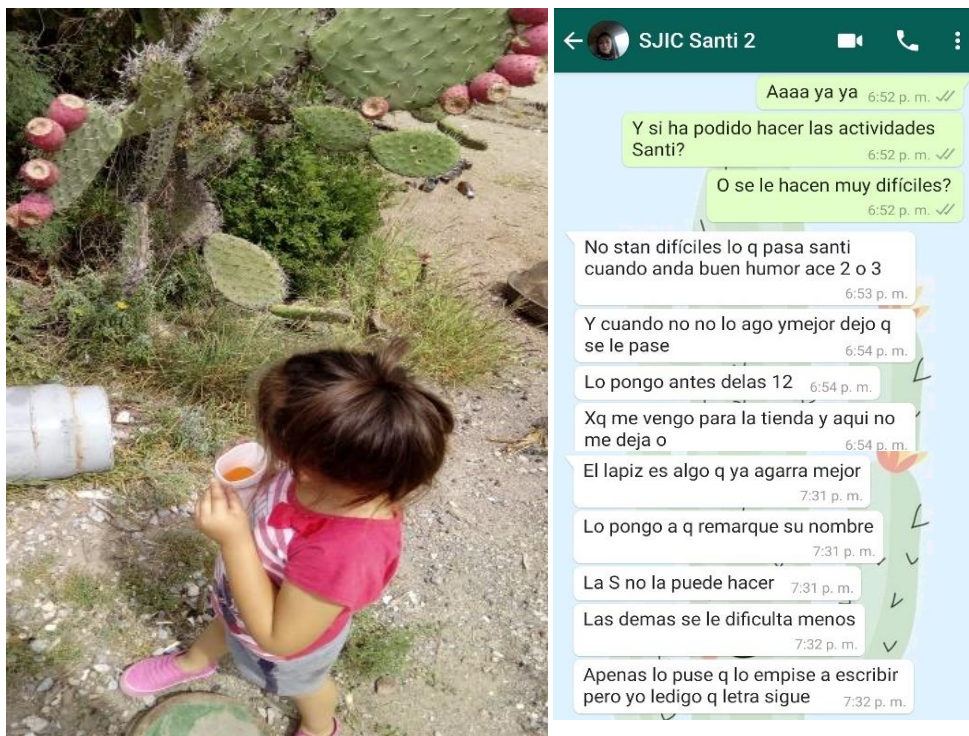 SJIC Santi 2
Aaaa ya ya 6:52 p. m.
Y si ha podido hacer las actividades
Santi?
6:52 p. m.
O se le hacen muy difíciles?
6:52 p. m.
No stan difíciles lo q pasa santi
cuando anda buen humor ace 2 o 3
6:53 p. m.
Y cuando no no lo ago ymejor dejo q
se le pase
6:54 p. m.
Lo pongo antes delas 12 6:54 p. m.
Xq me vengo para la tienda y aqui no
me deja o
6:54 p. m.
El lapiz es algo q ya agarra mejor
7:31 p. m.
Lo pongo a q remarque su nombre
7:31 p. m.
La S no la puede hacer 7:31 p. m.
Las demas se le dificulta menos
7:32 p. m.
Apenas lo puse q lo empise a escribir
pero yo ledigo q letra sigue 7:32 p. m.